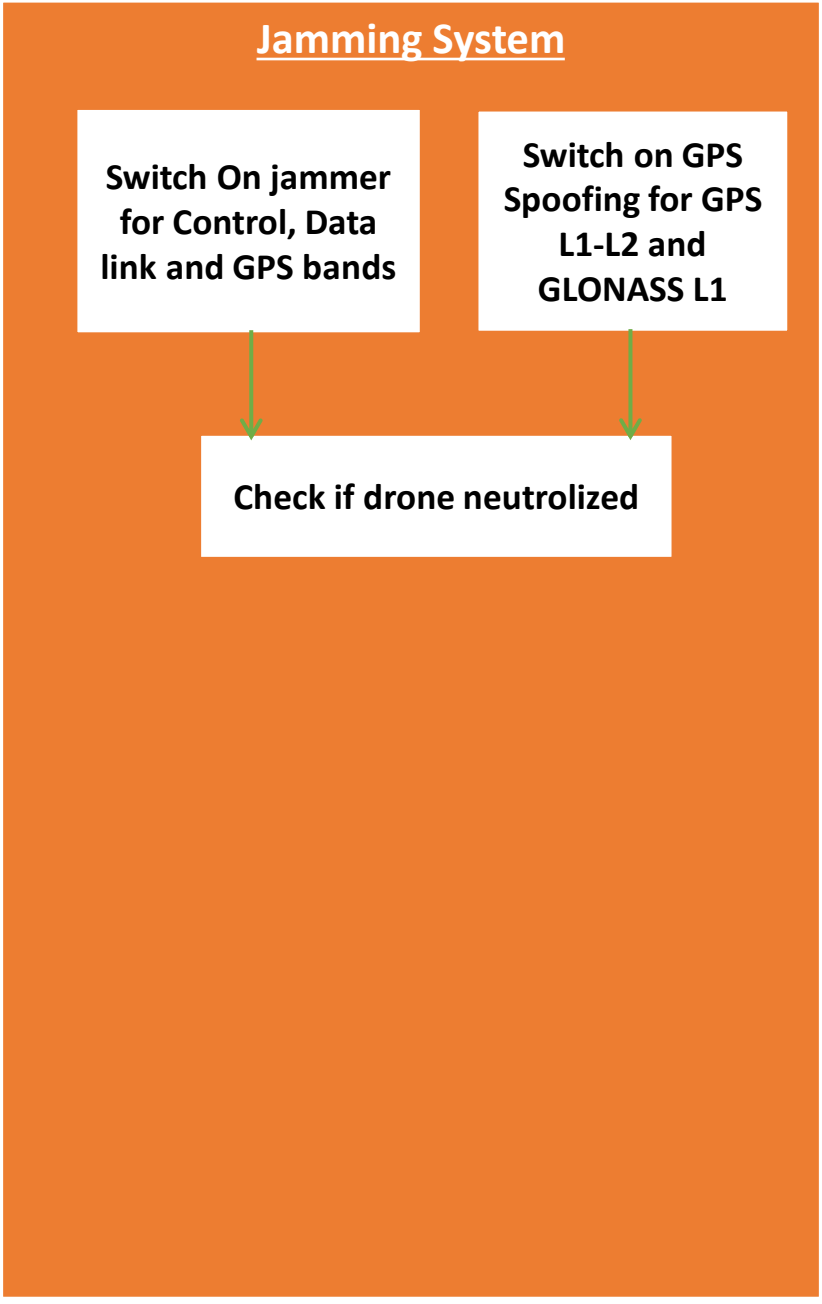 Jamming System
Switch On jammer
for Control, Data
link and GPS bands
Switch on GPS
Spoofing for GPS
L1-L2 and
GLONASS L1
Check if drone neutrolized